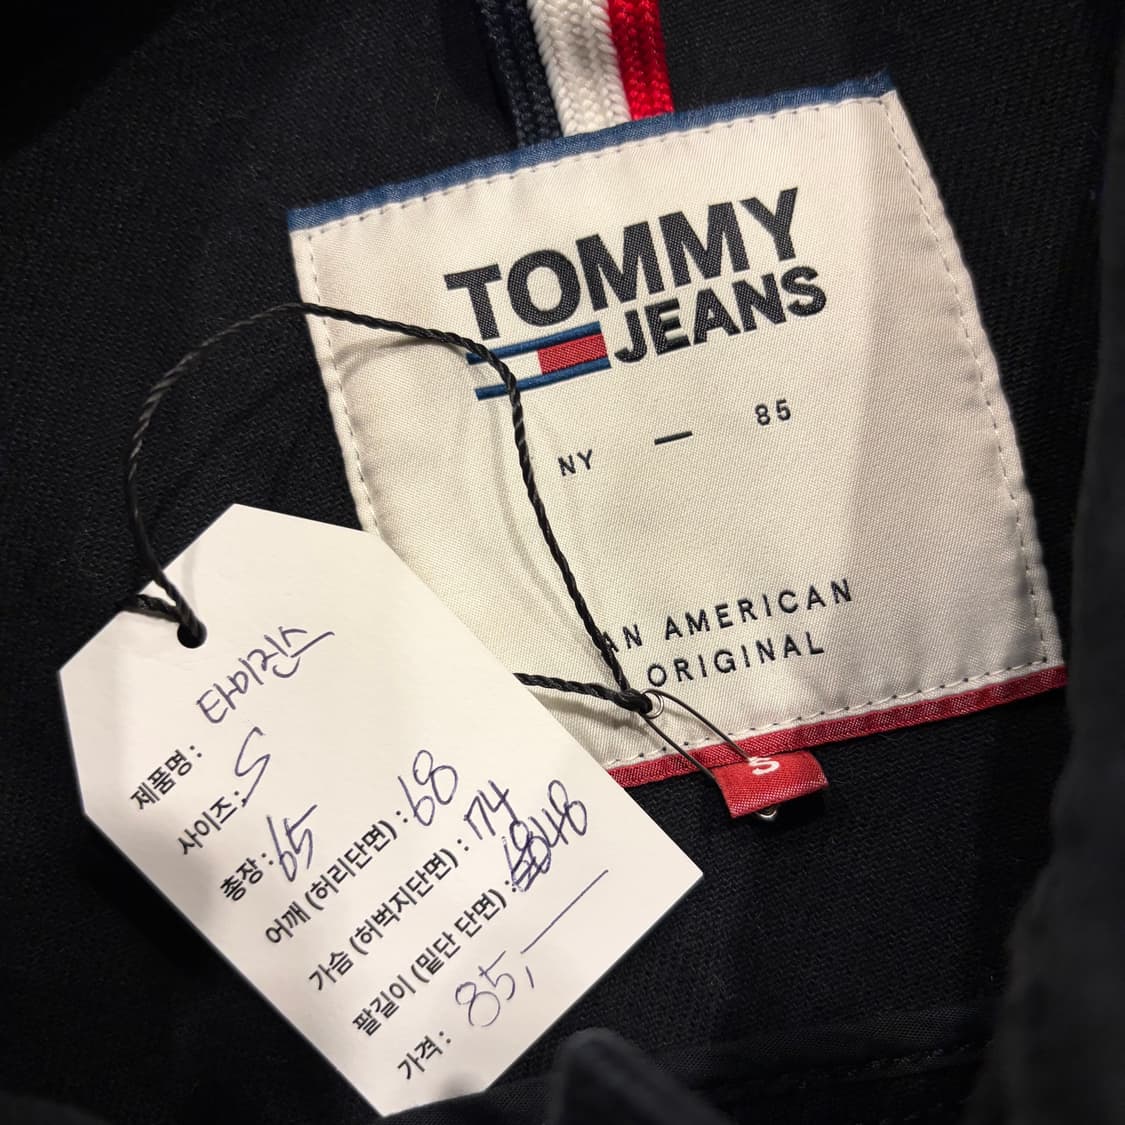 TOMMY
JEANS
NY — 85
AN AMERICAN
ORIGINAL
S
제품명 : 타미진스
사이즈 : S
총장 : 65
어깨 (허리단면) : 68
가슴 (허벅지단면) : 174
팔길이 (밑단 단면) : 48
가격 : 85,—